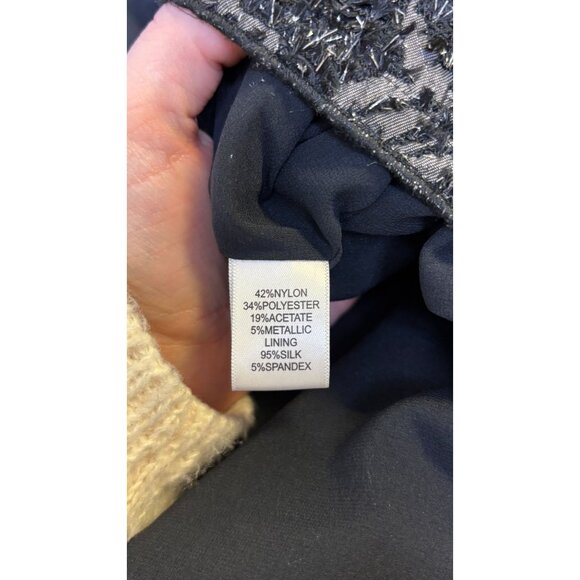 42%NYLON
34%POLYESTER
19%ACETATE
5%METALLIC
LINING
95%SILK
5%SPANDEX